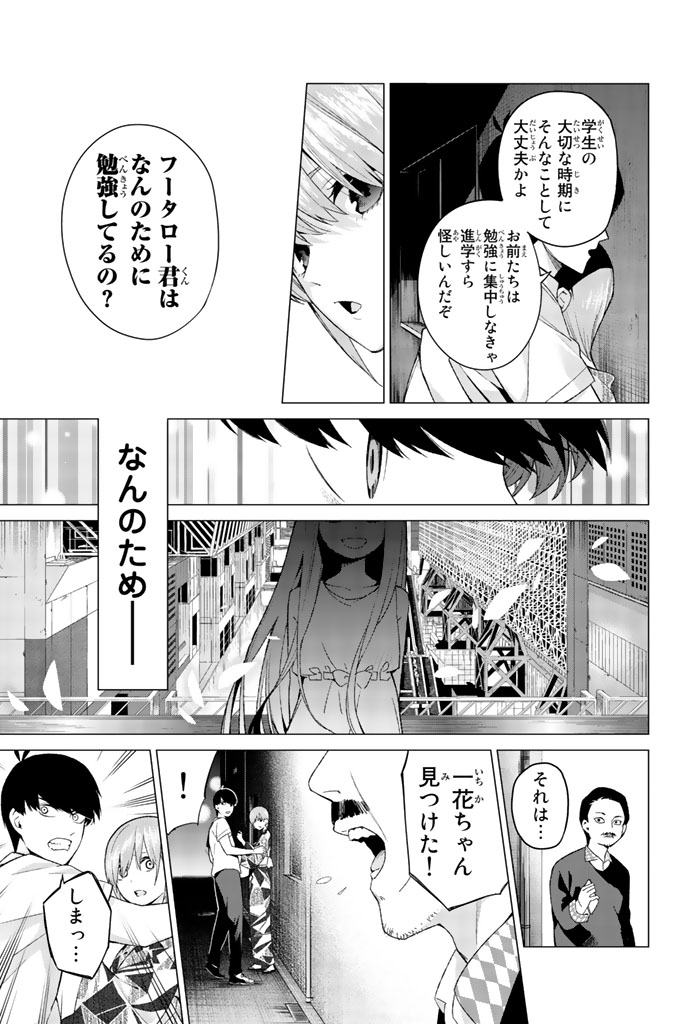 学生の
大切な時期に
そんなことして
大丈夫かよ
お前たちは
勉強に集中しなきゃ
進学すら
怪しいんだぞ
フータロー君は
なんのために
勉強してるの？
なんのため――
それは…
一花ちゃん
見つけた！
！
しまっ…